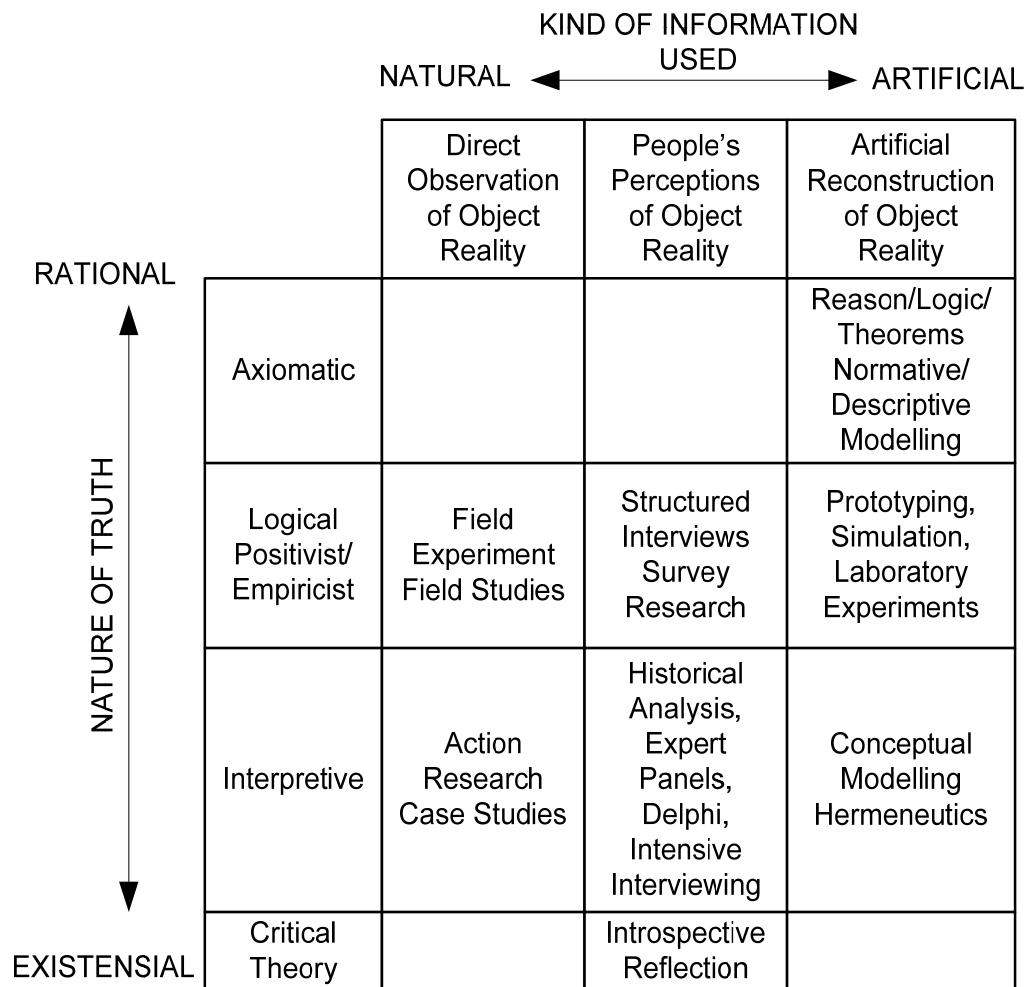 KIND OF INFORMATION
USED
NATURAL
ARTIFICIAL
Direct
Observation
of Object
Reality
People's
Perceptions
of Object
Reality
Artificial
Reconstruction
of Object
Reality
RATIONAL
NATURE OF TRUTH
EXISTENSIAL
Axiomatic
Reason/Logic/
Theorems
Normative/
Descriptive
Modelling
Logical
Positivist/
Empiricist
Field
Experiment
Field Studies
Structured
Interviews
Survey
Research
Prototyping,
Simulation,
Laboratory
Experiments
Interpretive
Action
Research
Case Studies
Historical
Analysis,
Expert
Panels,
Delphi,
Intensive
Interviewing
Conceptual
Modelling
Hermeneutics
Critical
Theory
Introspective
Reflection